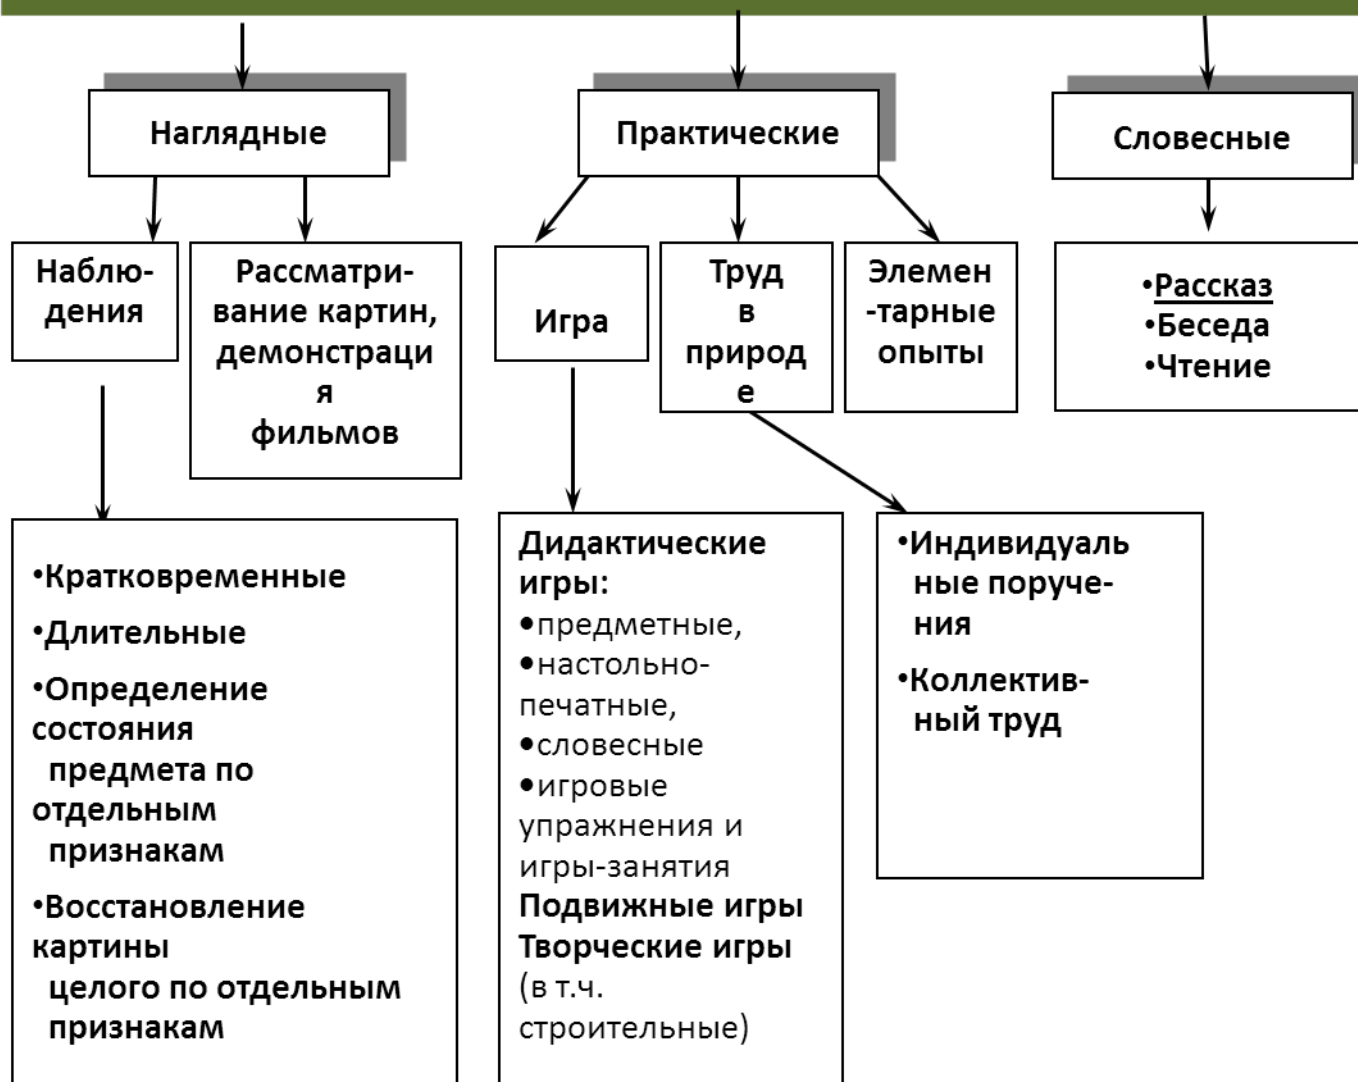 Наглядные
Практические
Словесные
Наблю-
дения
Рассматри-
вание картин,
демонстраци
я
фильмов
Игра
Труд
в
природ
е
Элемен
-тарные
опыты
•Рассказ
•Беседа
•Чтение
•Кратковременные
•Длительные
•Определение
состояния
предмета по
отдельным
признакам
•Восстановление
картины
целого по отдельным
признакам
Дидактические
игры:
•предметные,
•настольно-
печатные,
•словесные
•игровые
упражнения и
игры-занятия
Подвижные игры
Творческие игры
(в т.ч.
строительные)
•Индивидуаль
ные поруче-
ния
•Коллектив-
ный труд